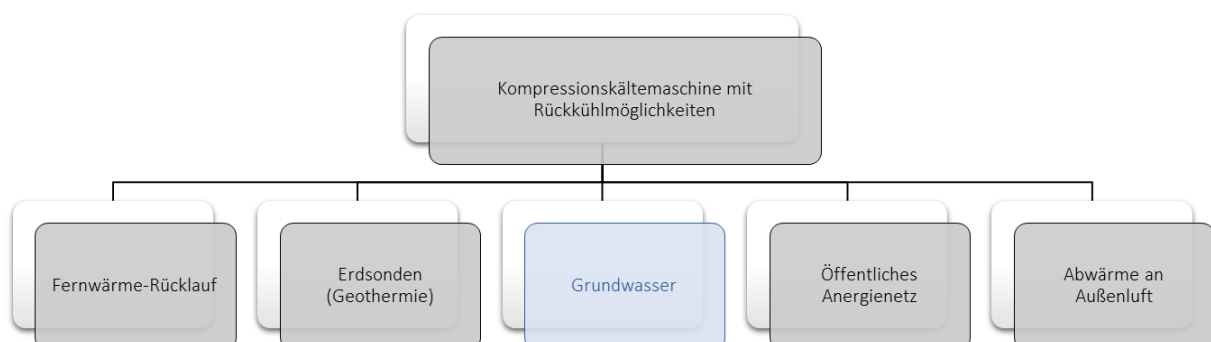 Kompressionskältemaschine mit
Rückkühlmöglichkeiten
Fernwärme-Rücklauf
Erdsonden
(Geothermie)
Grundwasser
Öffentliches
Anergienetz
Abwärme an
Außenluft